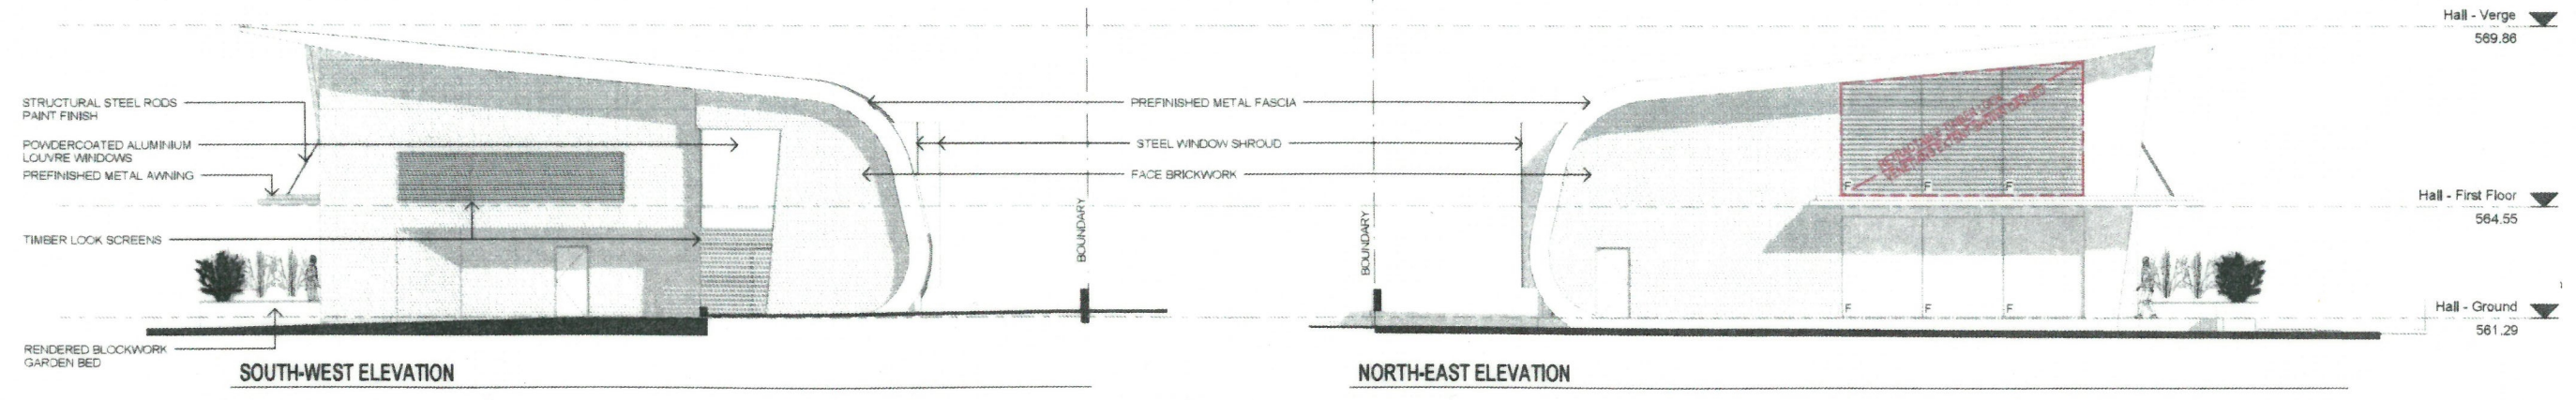 Hall - Verge
569.86
STRUCTURAL STEEL RODS
PAINT FINISH
PREFINISHED METAL FASCIA
POWDERCOATED ALUMINIUM
LOUVRE WINDOWS
STEEL WINDOW SHROUD
PREFINISHED METAL AWNING
FACE BRICKWORK
F
F
F
Hall - First Floor
564.55
BOUNDARY
BOUNDARY
TIMBER LOOK SCREENS
F
F
F
Hall - Ground
561.29
RENDERED BLOCKWORK
GARDEN BED
SOUTH-WEST ELEVATION
NORTH-EAST ELEVATION